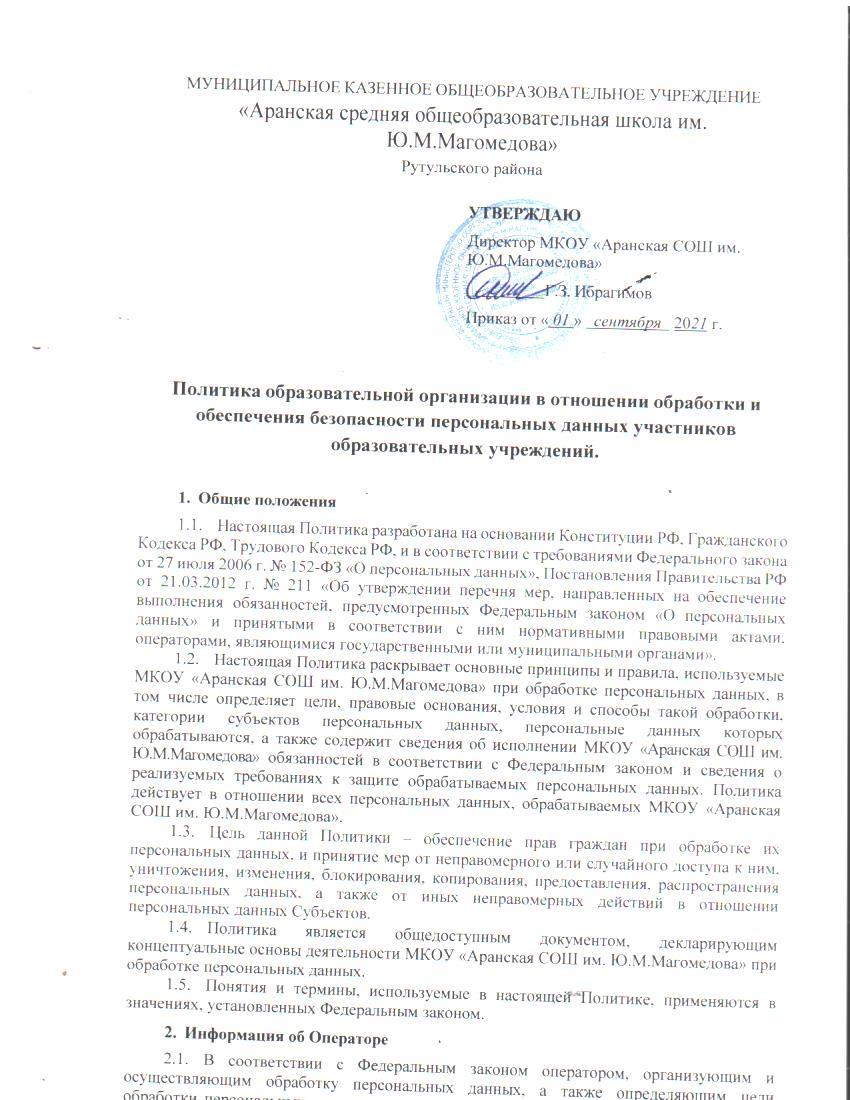 МУНИЦИПАЛЬНОЕ КАЗЕННОЕ ОБЩЕОБРАЗОВАТЕЛЬНОЕ УЧРЕЖДЕНИЕ
«Аранская средняя общеобразовательная школа им.
Ю.М.Магомедова»
Рутульского района
УТВЕРЖДАЮ
Директор МКОУ «Аранская СОШ им.
Ю.М.Магомедова»
Г.З. Ибрагимов
Приказ от « 01 » сентября 2021 г.
Политика образовательной организации в отношении обработки и
обеспечения безопасности персональных данных участников
образовательных учреждений.
1. Общие положения
1.1. Настоящая Политика разработана на основании Конституции РФ, Гражданского
Кодекса РФ, Трудового Кодекса РФ, и в соответствии с требованиями Федерального закона
от 27 июля 2006 г. № 152-ФЗ «О персональных данных», Постановления Правительства РФ
от 21.03.2012 г. № 211 «Об утверждении перечня мер, направленных на обеспечение
выполнения обязанностей, предусмотренных Федеральным законом «О персональных
данных» и принятыми в соответствии с ним нормативными правовыми актами,
операторами, являющимися государственными или муниципальными органами».
1.2. Настоящая Политика раскрывает основные принципы и правила, используемые
МКОУ «Аранская СОШ им. Ю.М.Магомедова» при обработке персональных данных, в
том числе определяет цели, правовые основания, условия и способы такой обработки,
категории субъектов персональных данных, персональные данных которых
обрабатываются, а также содержит сведения об исполнении МКОУ «Аранская СОШ им.
Ю.М.Магомедова» обязанностей в соответствии с Федеральным законом и сведения о
реализуемых требованиях к защите обрабатываемых персональных данных. Политика
действует в отношении всех персональных данных, обрабатываемых МКОУ «Аранская
СОШ им. Ю.М.Магомедова».
1.3. Цель данной Политики – обеспечение прав граждан при обработке их
персональных данных, и принятие мер от неправомерного или случайного доступа к ним,
уничтожения, изменения, блокирования, копирования, предоставления, распространения
персональных данных, а также от иных неправомерных действий в отношении
персональных данных Субъектов.
1.4. Политика является общедоступным документом, декларирующим
концептуальные основы деятельности МКОУ «Аранская СОШ им. Ю.М.Магомедова» при
обработке персональных данных.
1.5. Понятия и термины, используемые в настоящей Политике, применяются в
значениях, установленных Федеральным законом.
2. Информация об Операторе
2.1. В соответствии с Федеральным законом оператором, организующим и
осуществляющим обработку персональных данных, а также определяющим цели
обработки